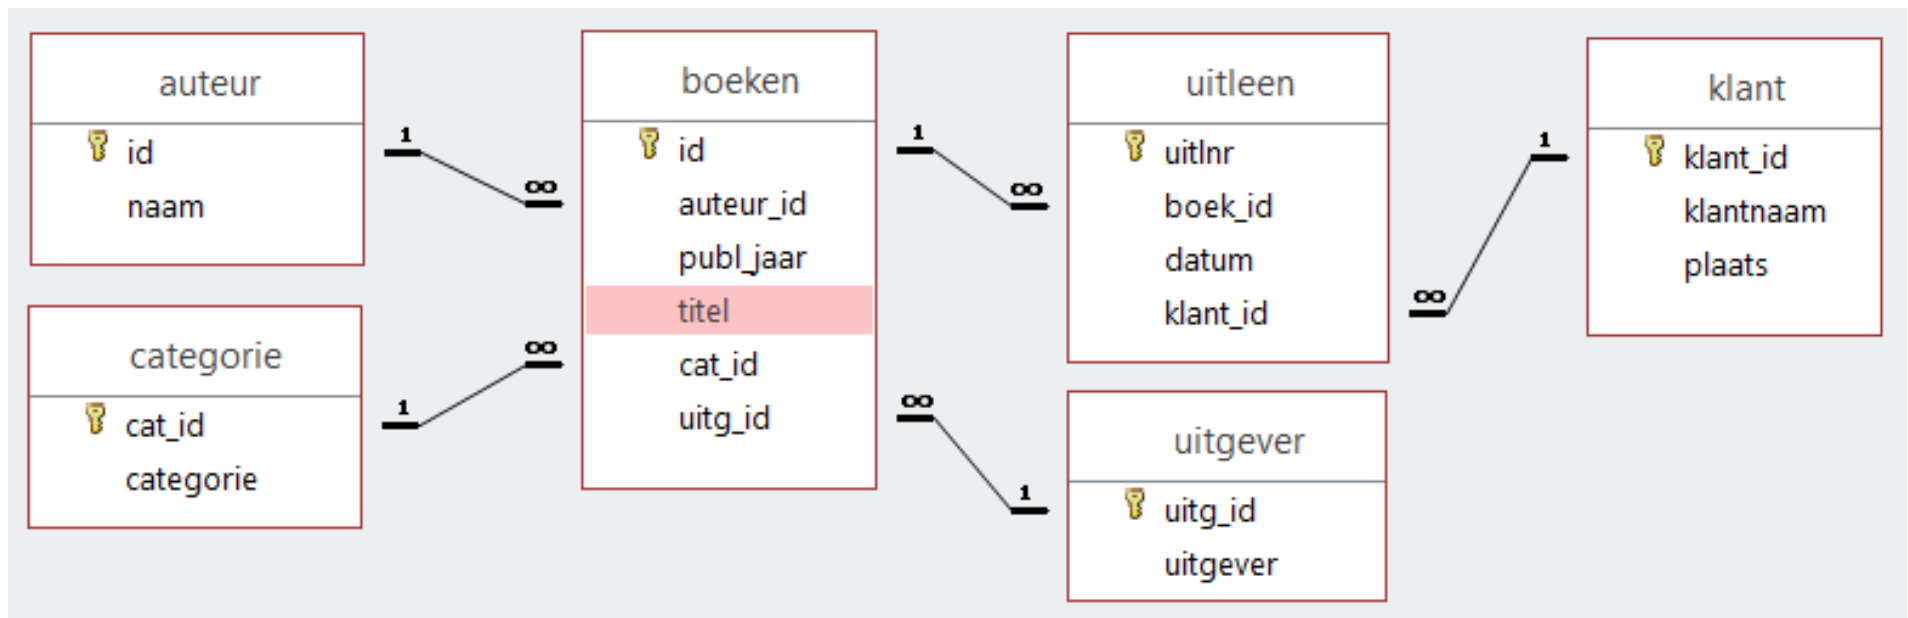 auteur
id
naam
1
∞
categorie
cat_id
categorie
1
∞
boeken
id
auteur_id
publ_jaar
titel
cat_id
uitg_id
1
∞
∞
1
uitleen
uitlnr
boek_id
datum
klant_id
1
∞
uitgever
uitg_id
uitgever
klant
klant_id
klantnaam
plaats